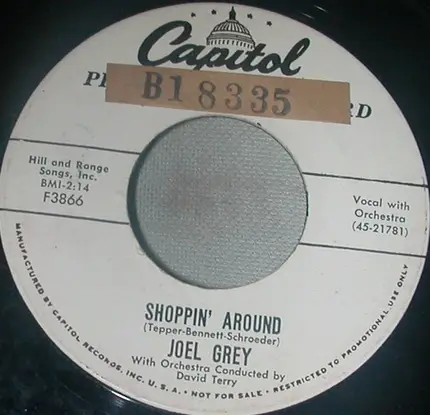 Capitol
B18335
RD
Hill and Range
Songs, Inc.
BMI-2:14
F3866
Vocal with
Orchestra
(45-21781)
SHOPPIN' AROUND
(Tepper-Bennett-Schroeder)
JOEL GREY
With Orchestra Conducted by
David Terry
MANUFACTURED BY CAPITOL RECORDS, INC. U.S.A. • NOT FOR SALE • RESTRICTED TO PROMOTIONAL USE ONLY